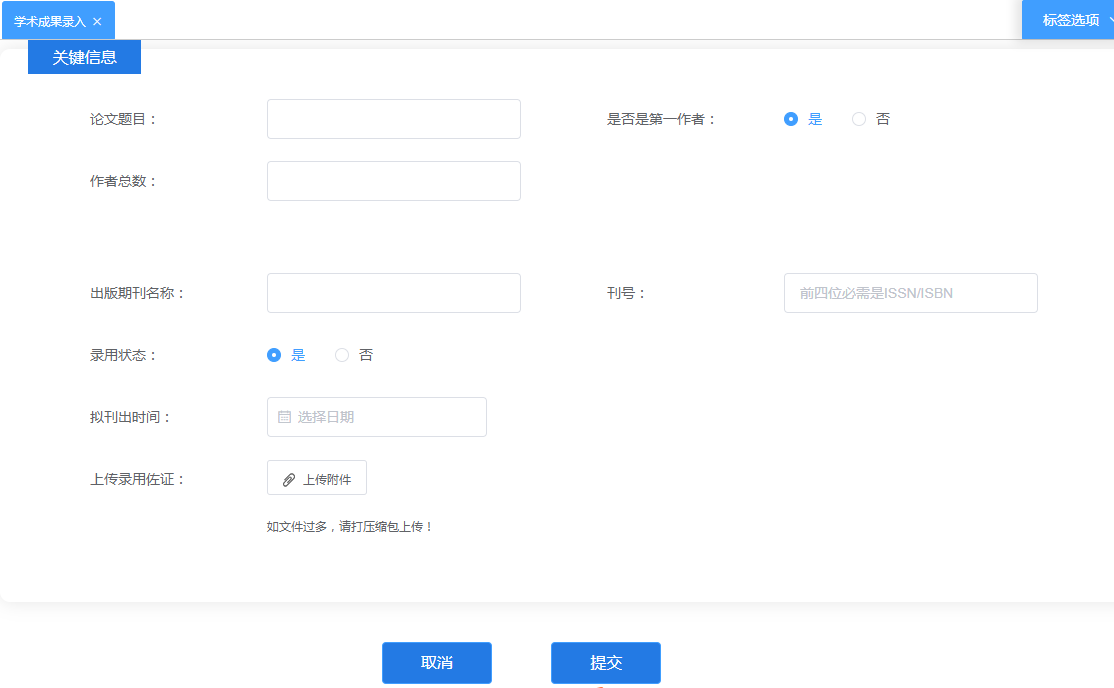 学术成果录入 ×
标签选项
关键信息
论文题目：
是否是第一作者：
是
否
作者总数：
出版期刊名称：
刊号：
前四位必需是ISSN/ISBN
录用状态：
是
否
拟刊出时间：
选择日期
上传录用佐证：
上传附件
如文件过多，请打压缩包上传！
取消
提交